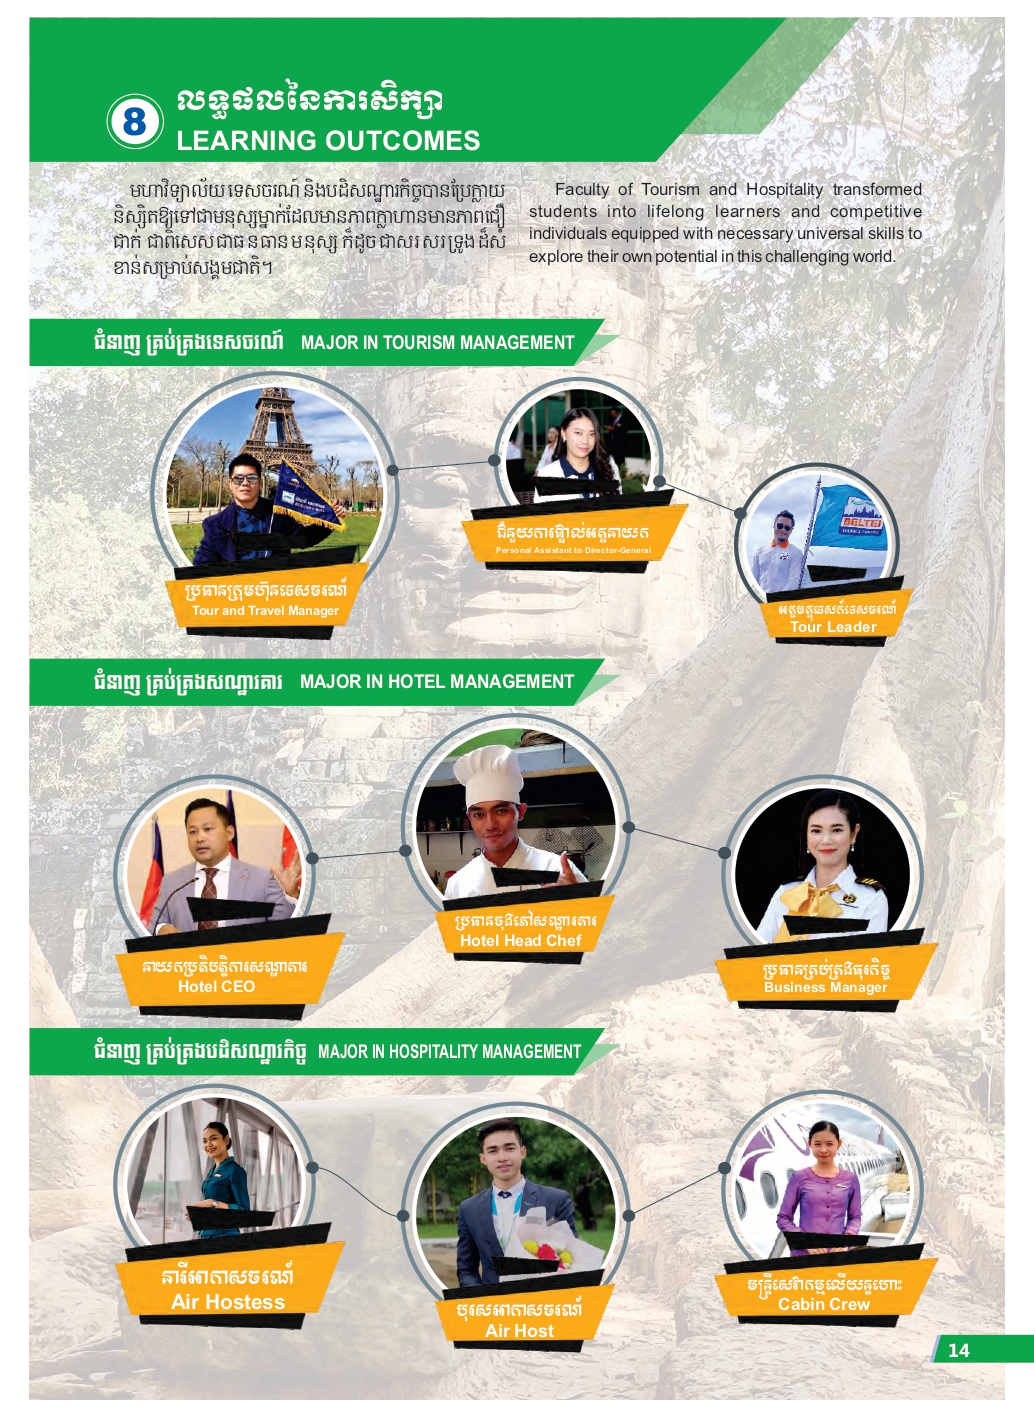 8
លទ្ធផលនៃការសិក្សា
LEARNING OUTCOMES
មហាវិទ្យាល័យ ទេសចរណ៍ និងបដិសណ្ឋារកិច្ចបានប្រែក្លាយ
និស្សិតឱ្យទៅជាមនុស្សម្នាក់ដែលមានភាពក្លាហានមានភាពជឿ
ជាក់ ជាពិសេសជាធនធានមនុស្ស ក៏ដូចជាសរសរទ្រូងដ៏សំ
ខាន់សម្រាប់សង្គមជាតិ។
Faculty of Tourism and Hospitality transformed
students into lifelong learners and competitive
individuals equipped with necessary universal skills to
explore their own potential in this challenging world.
ជំនាញ គ្រប់គ្រងទេសចរណ៍ MAJOR IN TOURISM MANAGEMENT
ប្រធានក្រុមហ៊ុនទេសចរណ៍
Tour and Travel Manager
ជំនួយការផ្ទាល់អគ្គនាយក
Personal Assistant to Director-General
BELTEI
អគ្គមគ្គុទេសក៍ទេសចរណ៍
Tour Leader
ជំនាញ គ្រប់គ្រងសណ្ឋារគារ MAJOR IN HOTEL MANAGEMENT
នាយកប្រតិបត្តិការសណ្ឋាគារ
Hotel CEO
ប្រធានចុងភៅសណ្ឋារគារ
Hotel Head Chef
ប្រធានគ្រប់គ្រងធុរកិច្ច
Business Manager
ជំនាញ គ្រប់គ្រងបដិសណ្ឋារកិច្ច MAJOR IN HOSPITALITY MANAGEMENT
នារីអាកាសចរណ៍
Air Hostess
បុរសអាកាសចរណ៍
Air Host
មន្ត្រីសេវាកម្មលើយន្តហោះ
Cabin Crew
14